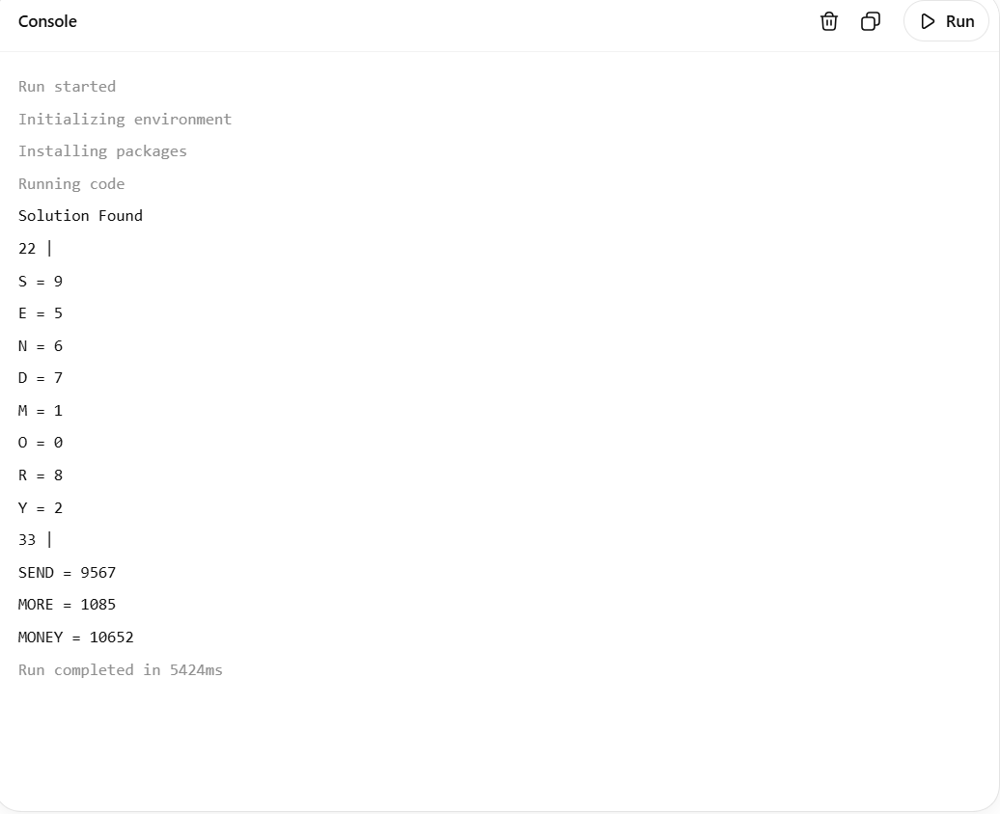 Console
Run
Run started
Initializing environment
Installing packages
Running code
Solution Found
22 |
S = 9
E = 5
N = 6
D = 7
M = 1
O = 0
R = 8
Y = 2
33 |
SEND = 9567
MORE = 1085
MONEY = 10652
Run completed in 5424ms